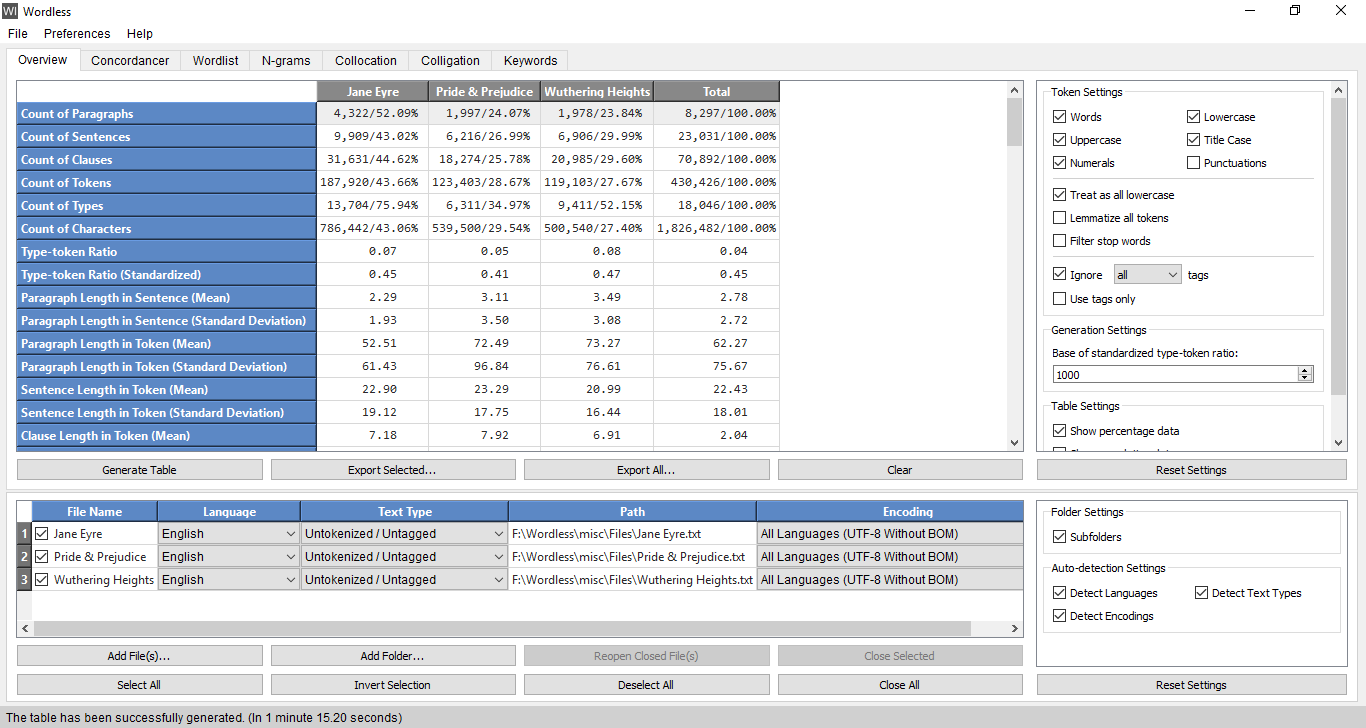 WI Wordless
File Preferences Help
Overview Concordancer Wordlist N-grams Collocation Colligation Keywords
Jane Eyre Pride & Prejudice Wuthering Heights Total
Count of Paragraphs 4,322/52.09% 1,997/24.07% 1,978/23.84% 8,297/100.00%
Count of Sentences 9,909/43.02% 6,216/26.99% 6,906/29.99% 23,031/100.00%
Count of Clauses 31,631/44.62% 18,274/25.78% 20,985/29.60% 70,892/100.00%
Count of Tokens 187,920/43.66% 123,403/28.67% 119,103/27.67% 430,426/100.00%
Count of Types 13,704/75.94% 6,311/34.97% 9,411/52.15% 18,046/100.00%
Count of Characters 786,442/43.06% 539,500/29.54% 500,540/27.40% 1,826,482/100.00%
Type-token Ratio 0.07 0.05 0.08 0.04
Type-token Ratio (Standardized) 0.45 0.41 0.47 0.45
Paragraph Length in Sentence (Mean) 2.29 3.11 3.49 2.78
Paragraph Length in Sentence (Standard Deviation) 1.93 3.50 3.08 2.72
Paragraph Length in Token (Mean) 52.51 72.49 73.27 62.27
Paragraph Length in Token (Standard Deviation) 61.43 96.84 76.61 75.67
Sentence Length in Token (Mean) 22.90 23.29 20.99 22.43
Sentence Length in Token (Standard Deviation) 19.12 17.75 16.44 18.01
Clause Length in Token (Mean) 7.18 7.92 6.91 2.04
Generate Table Export Selected... Export All... Clear
Token Settings
Words Lowercase
Uppercase Title Case
Numerals Punctuations
Treat as all lowercase
Lemmatize all tokens
Filter stop words
Ignore all tags
Use tags only
Generation Settings
Base of standardized type-token ratio:
1000
Table Settings
Show percentage data
Reset Settings
File Name Language Text Type Path Encoding
1 Jane Eyre English Untokenized / Untagged F:\Wordless\misc\Files\Jane Eyre.txt All Languages (UTF-8 Without BOM)
2 Pride & Prejudice English Untokenized / Untagged F:\Wordless\misc\Files\Pride & Prejudice.txt All Languages (UTF-8 Without BOM)
3 Wuthering Heights English Untokenized / Untagged F:\Wordless\misc\Files\Wuthering Heights.txt All Languages (UTF-8 Without BOM)
Add File(s)... Add Folder... Reopen Closed File(s) Close Selected
Select All Invert Selection Deselect All Close All
Folder Settings
Subfolders
Auto-detection Settings
Detect Languages Detect Text Types
Detect Encodings
Reset Settings
The table has been successfully generated. (In 1 minute 15.20 seconds)